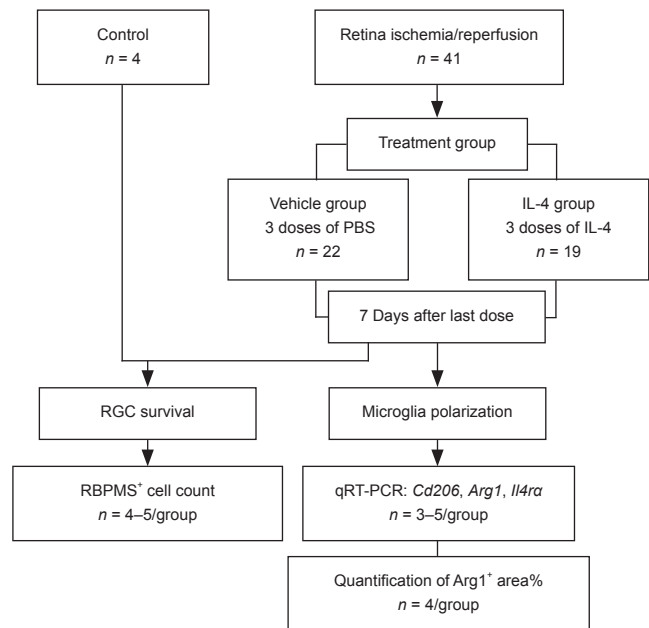 Control
n = 4
Retina ischemia/reperfusion
n = 41
Treatment group
Vehicle group
3 doses of PBS
n = 22
IL-4 group
3 doses of IL-4
n = 19
7 Days after last dose
RGC survival
Microglia polarization
RBPMS⁺ cell count
n = 4–5/group
qRT-PCR: Cd206, Arg1, Il4rα
n = 3–5/group
Quantification of Arg1⁺ area%
n = 4/group